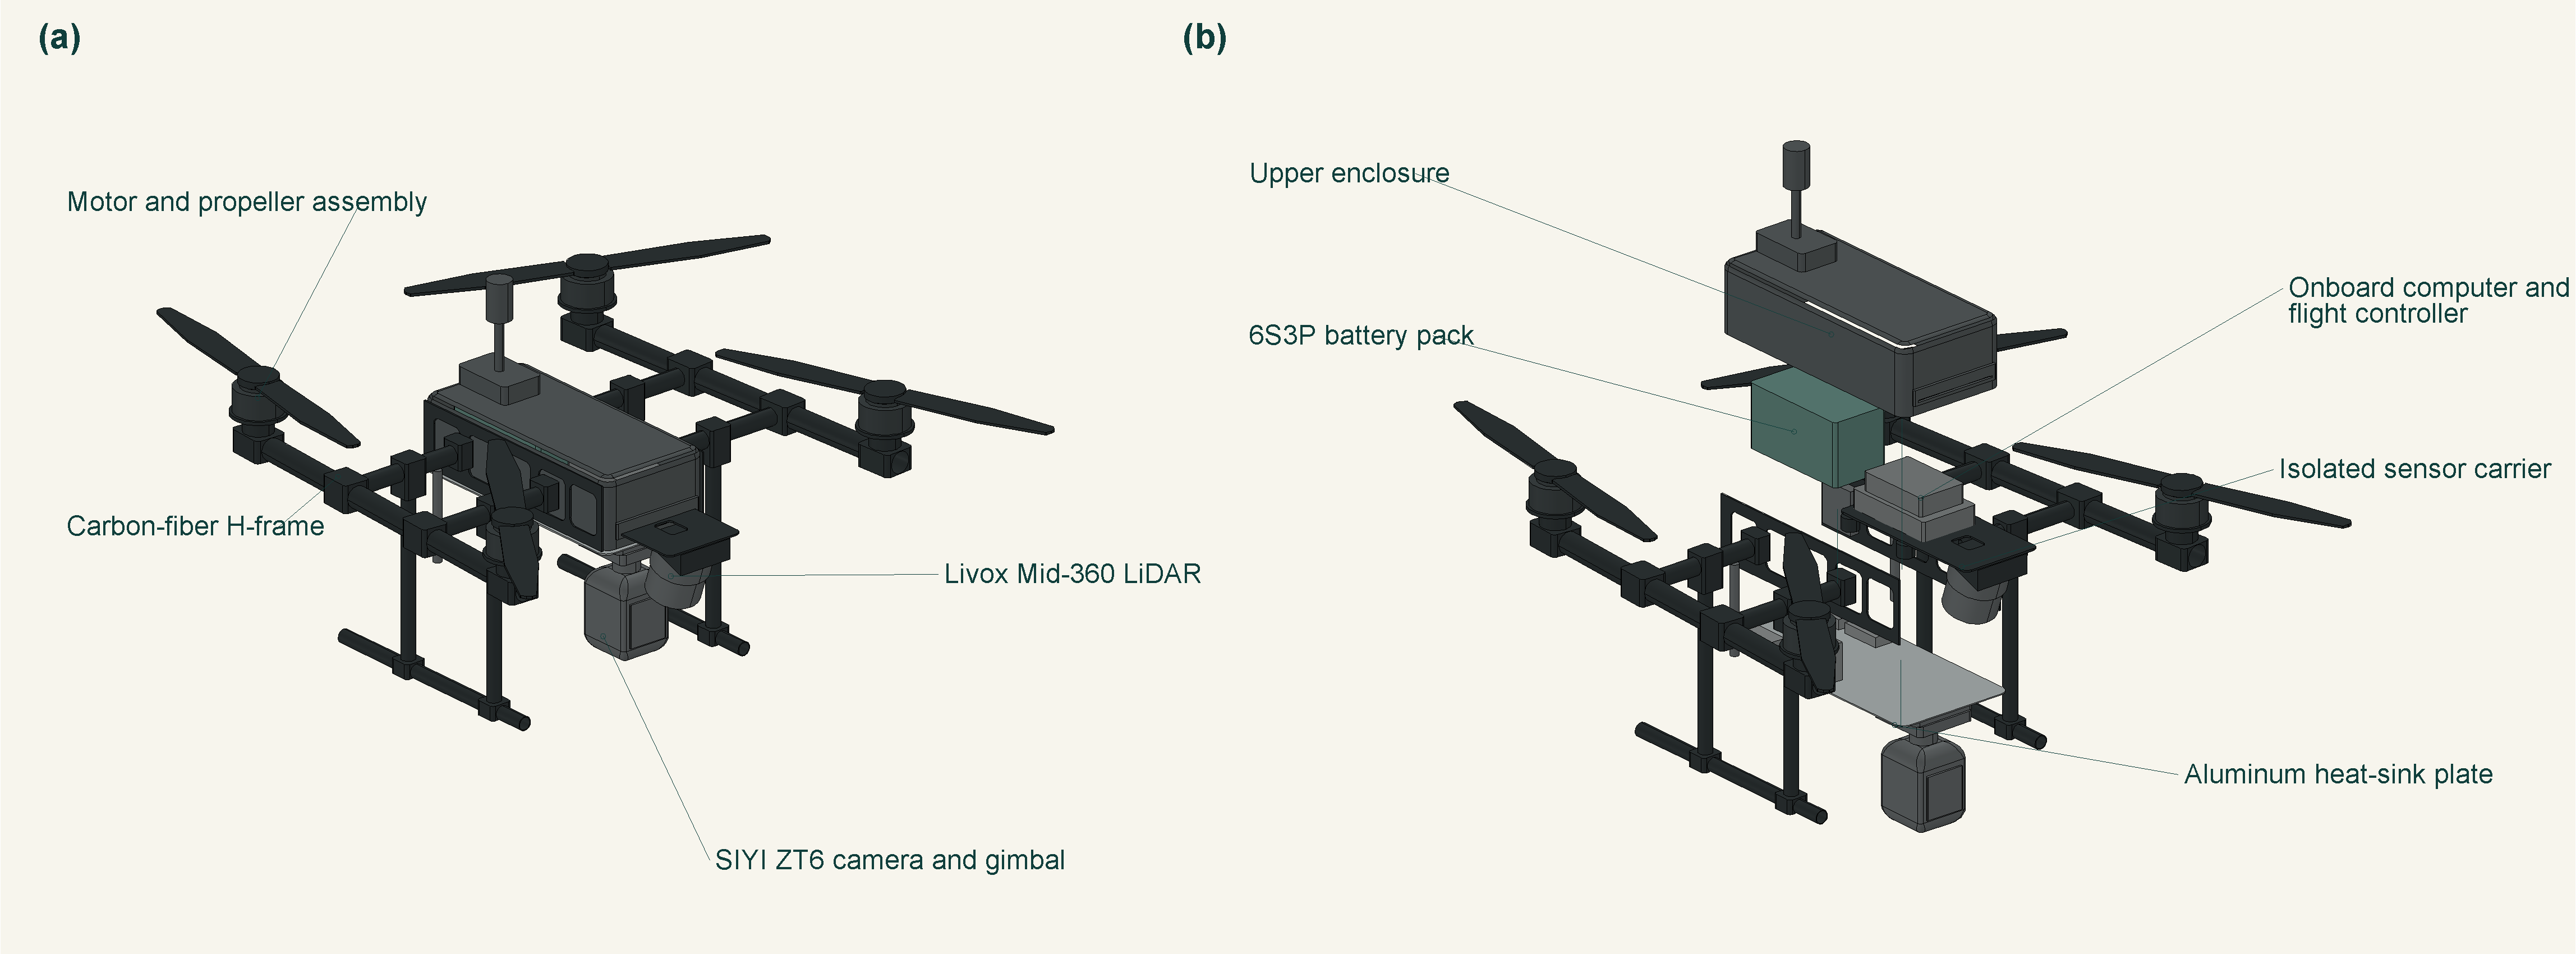 (a)
Motor and propeller assembly
Carbon-fiber H-frame
Livox Mid-360 LiDAR
SIYI ZT6 camera and gimbal
(b)
Upper enclosure
6S3P battery pack
Onboard computer and
flight controller
Isolated sensor carrier
Aluminum heat-sink plate